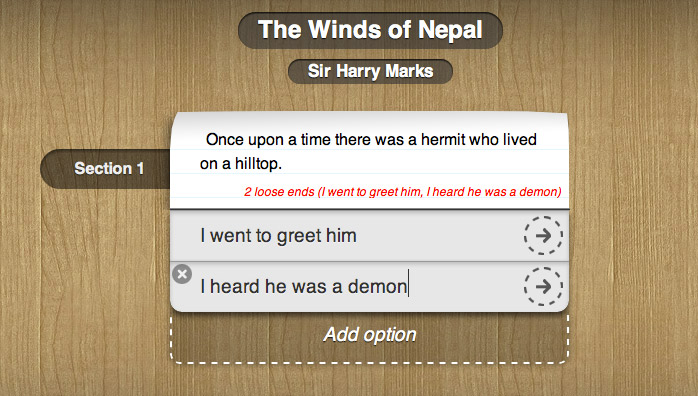 The Winds of Nepal
Sir Harry Marks
Section 1
Once upon a time there was a hermit who lived
on a hilltop.
2 loose ends (I went to greet him, I heard he was a demon)
I went to greet him
I heard he was a demon
Add option